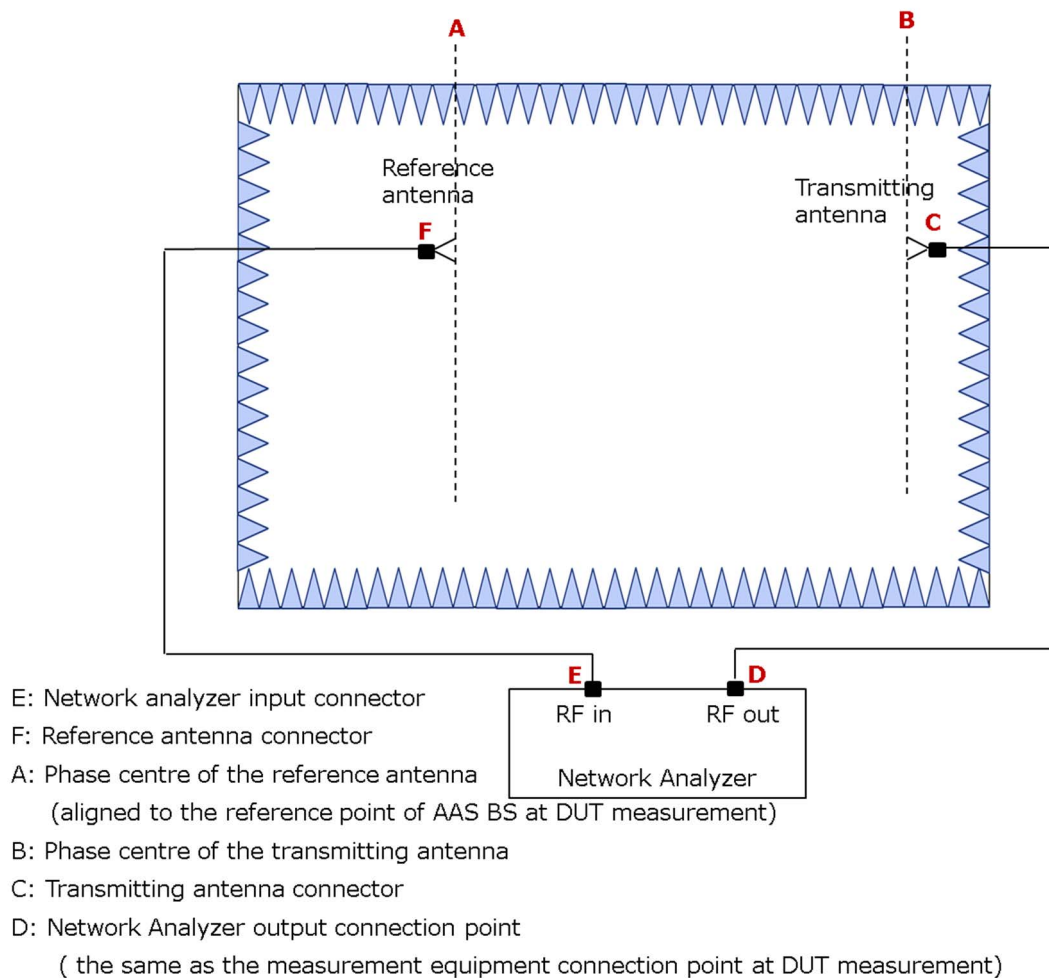 A
B
Reference
antenna
F
Transmitting
antenna
C
E
D
RF in
RF out
Network Analyzer
E: Network analyzer input connector
F: Reference antenna connector
A: Phase centre of the reference antenna
(aligned to the reference point of AAS BS at DUT measurement)
B: Phase centre of the transmitting antenna
C: Transmitting antenna connector
D: Network Analyzer output connection point
( the same as the measurement equipment connection point at DUT measurement)